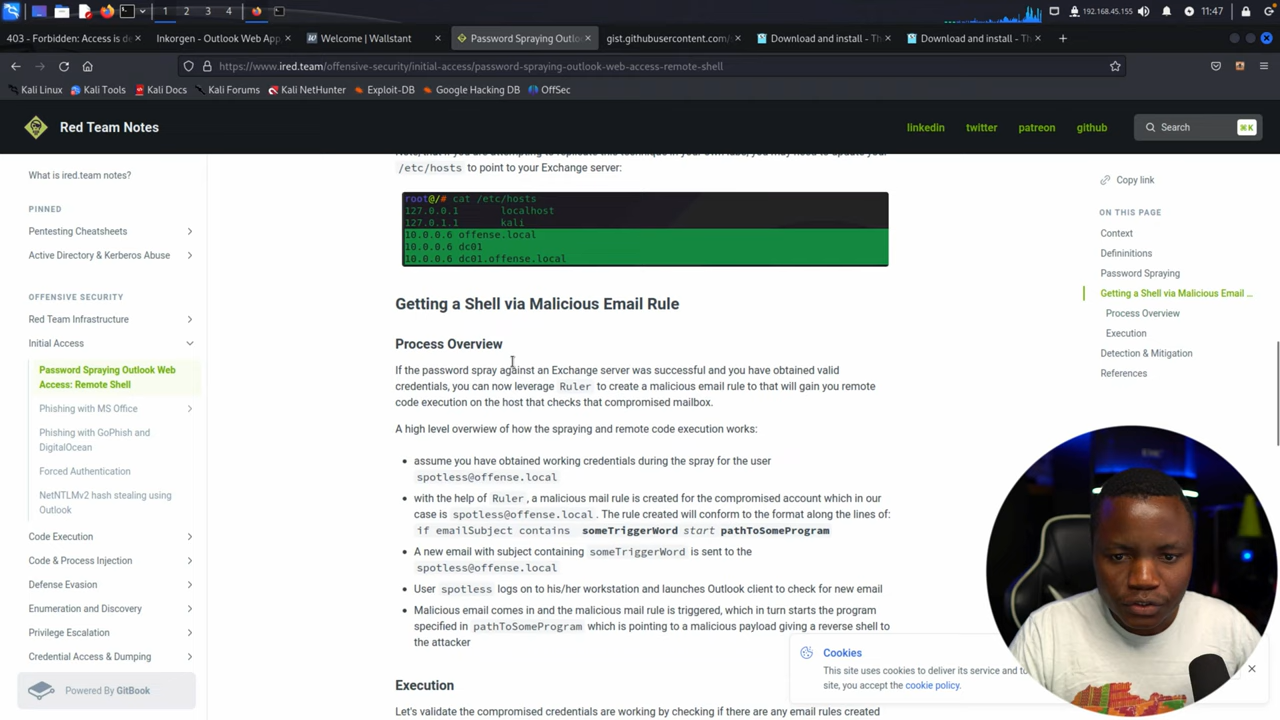 1 2 3 4
192.168.45.155 11:47
403 - Forbidden: Access is de
Inkorgen - Outlook Web App
Welcome | Wallstant
Password Spraying Outlo
gist.githubusercontent.com/
Download and install - Th
Download and install - Th
https://www.ired.team/offensive-security/initial-access/password-spraying-outlook-web-access-remote-shell
Kali Linux Kali Tools Kali Docs Kali Forums Kali NetHunter Exploit-DB Google Hacking DB OffSec
Red Team Notes
linkedin twitter patreon github
Search ⌘K
What is ired.team notes?
PINNED
Pentesting Cheatsheets
Active Directory & Kerberos Abuse
OFFENSIVE SECURITY
Red Team Infrastructure
Initial Access
Password Spraying Outlook Web
Access: Remote Shell
Phishing with MS Office
Phishing with GoPhish and
DigitalOcean
Forced Authentication
NetNTLMv2 hash stealing using
Outlook
Code Execution
Code & Process Injection
Defense Evasion
Enumeration and Discovery
Privilege Escalation
Credential Access & Dumping
Powered By GitBook
/etc/hosts to point to your Exchange server:
root@/# cat /etc/hosts
127.0.0.1 localhost
127.0.1.1 kali
10.0.0.6 offense.local
10.0.0.6 dc01
10.0.0.6 dc01.offense.local
Getting a Shell via Malicious Email Rule
Process Overview
If the password spray against an Exchange server was successful and you have obtained valid
credentials, you can now leverage Ruler to create a malicious email rule to that will gain you remote
code execution on the host that checks that compromised mailbox.
A high level overwiew of how the spraying and remote code execution works:
• assume you have obtained working credentials during the spray for the user
spotless@offense.local
• with the help of Ruler, a malicious mail rule is created for the compromised account which in our
case is spotless@offense.local. The rule created will conform to the format along the lines of:
if emailSubject contains someTriggerWord start pathToSomeProgram
• A new email with subject containing someTriggerWord is sent to the
spotless@offense.local
• User spotless logs on to his/her workstation and launches Outlook client to check for new email
• Malicious email comes in and the malicious mail rule is triggered, which in turn starts the program
specified in pathToSomeProgram which is pointing to a malicious payload giving a reverse shell to
the attacker
Execution
Let's validate the compromised credentials are working by checking if there are any email rules created
Copy link
ON THIS PAGE
Context
Definitions
Password Spraying
Getting a Shell via Malicious Email ...
Process Overview
Execution
Detection & Mitigation
References
Cookies
This site uses cookies to deliver its service and to
site, you accept the cookie policy.